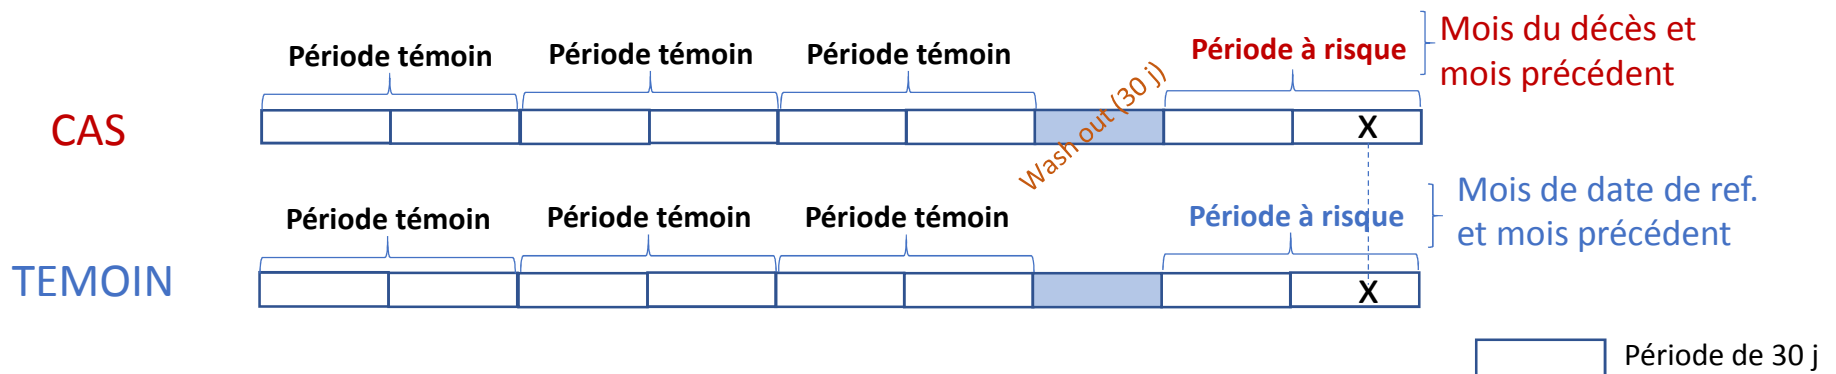 Période témoin
Période témoin
Période témoin
Période à risque
Mois du décès et
mois précédent
CAS
Wash out (30 j)
X
Période témoin
Période témoin
Période témoin
Période à risque
Mois de date de ref.
et mois précédent
TEMOIN
X
Période de 30 j